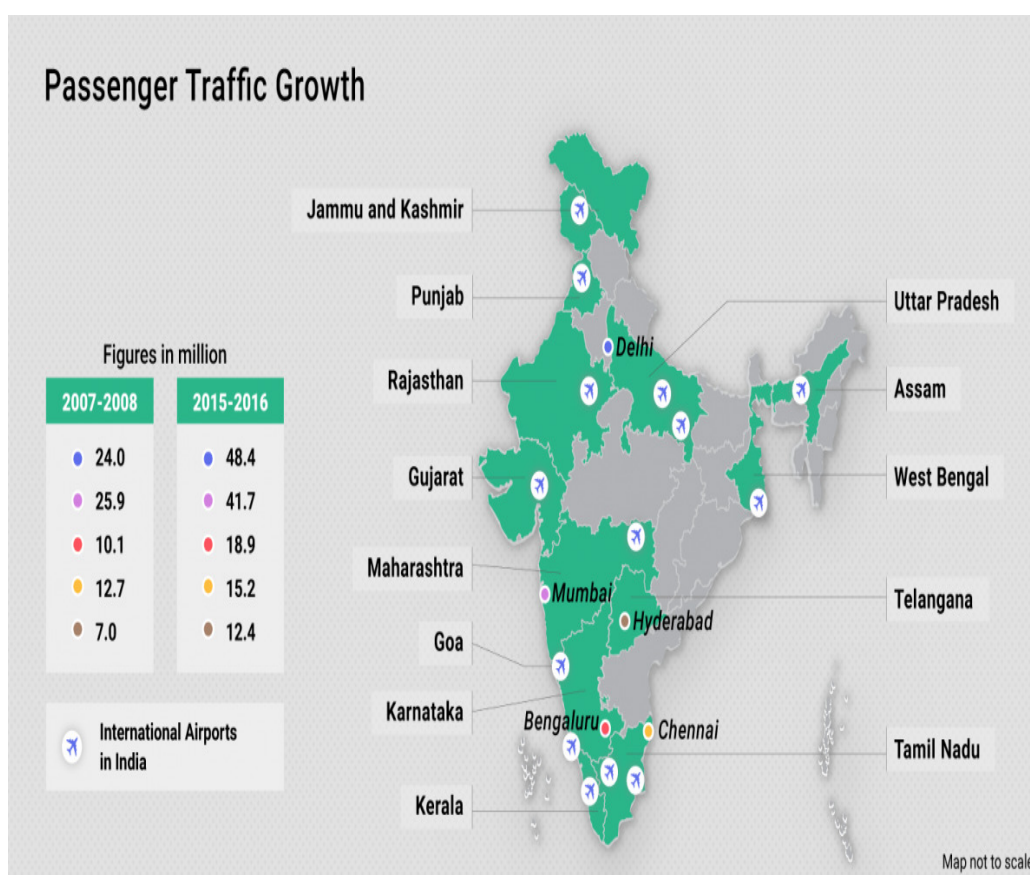 Passenger Traffic Growth
Jammu and Kashmir
Punjab
Uttar Pradesh
Delhi
Figures in million
2007-2008 2015-2016
Rajasthan
Assam
24.0 48.4
Gujarat
West Bengal
25.9 41.7
10.1 18.9
Maharashtra
12.7 15.2
Mumbai
Telangana
7.0 12.4
Hyderabad
Goa
Karnataka
International Airports
in India
Bengaluru
Chennai
Tamil Nadu
Kerala
Map not to scale